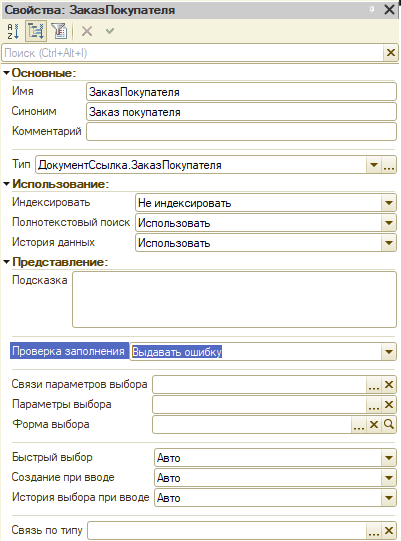 Свойства: ЗаказПокупателя
Поиск (Ctrl+Alt+I)
Основные:
Имя ЗаказПокупателя
Синоним Заказ покупателя
Комментарий
Тип ДокументСсылка.ЗаказПокупателя
Использование:
Индексировать Не индексировать
Полнотекстовый поиск Использовать
История данных Использовать
Представление:
Подсказка
Проверка заполнения Выдавать ошибку
Связи параметров выбора
Параметры выбора
Форма выбора
Быстрый выбор Авто
Создание при вводе Авто
История выбора при вводе Авто
Связь по типу